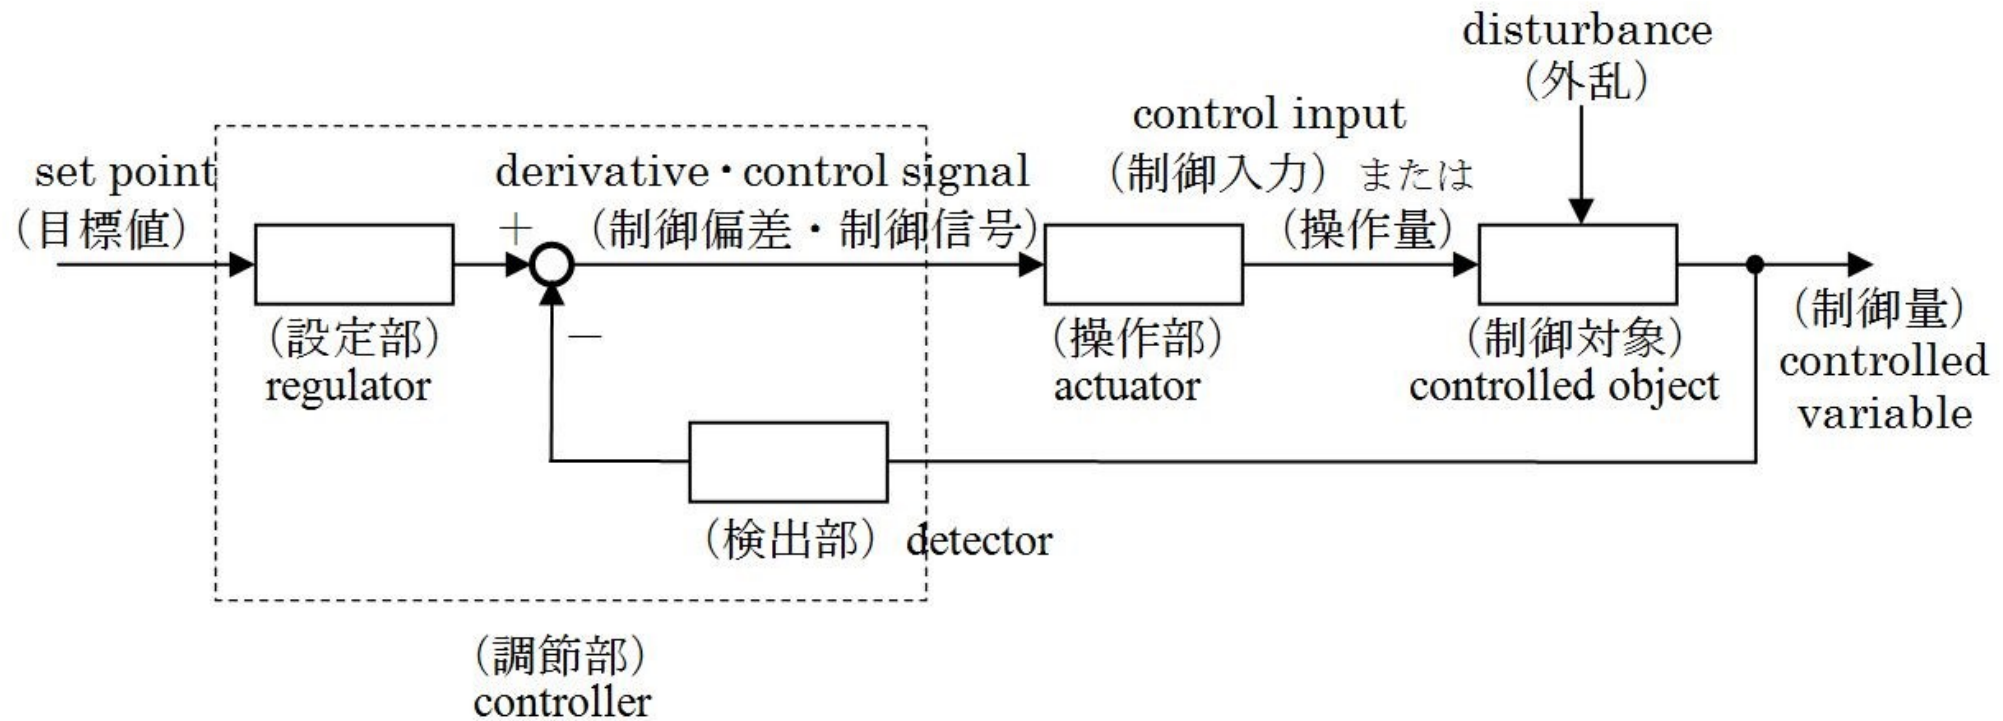 disturbance
（外乱）
control input
（制御入力）または
（操作量）
set point
（目標値）
derivative・control signal
（制御偏差・制御信号）
＋
－
（設定部）
regulator
（操作部）
actuator
（制御対象）
controlled object
（制御量）
controlled
variable
（検出部）detector
（調節部）
controller